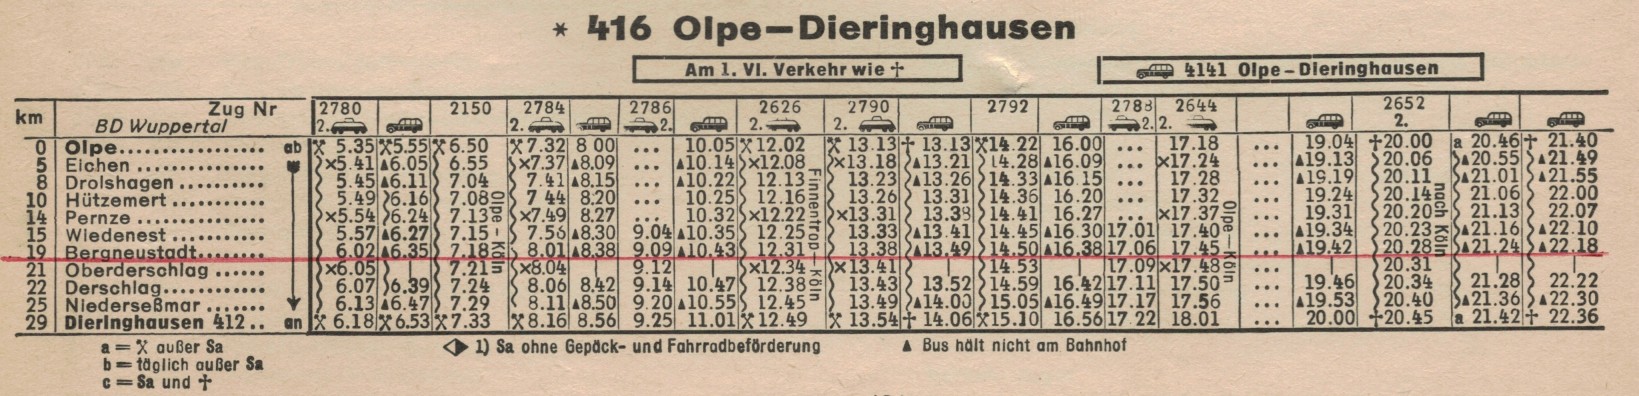 * 416 Olpe—Dieringhausen
Am 1. VI. Verkehr wie † 4141 Olpe–Dieringhausen
km Zug Nr 2780 2150 2784 2786 2626 2790 2792 2788 2644 2652
BD Wuppertal 2. 2. 2. 2. 2. 2. 2. 2.
0 Olpe.................. ab ⚒ 5.35 ⚒ 5.55 ⚒ 6.50 ⚒ 7.32 8 00 ... 10.05 ⚒ 12.02 ⚒ 13.13 † 13.13 ⚒ 14.22 16.00 ... 17.18 ... 19.04 † 20.00 a 20.46 † 21.40
5 Eichen ............... ×5.41 ▲6.05 6.55 ×7.37 ▲8.09 ... ▲10.14 ×12.08 ×13.18 ▲13.21 14.28 ▲16.09 ... ×17.24 ... ▲19.13 20.06 ▲20.55 ▲21.49
8 Drolshagen ............ 5.45 ▲6.11 7.04 7.41 ▲8.15 ... ▲10.22 12.13 13.23 ▲13.26 14.33 ▲16.15 ... 17.28 ... ▲19.19 20.11 ▲21.01 ▲21.55
10 Hützemert ............ 5.49 6.16 7.08 7 44 8.20 ... 10.25 12.16 13.26 13.31 14.36 16.20 ... 17.32 ... 19.24 20.14 21.06 22.00
14 Pernze ............... ×5.54 6.24 7.13 ×7.49 8.27 ... 10.32 ×12.22 ×13.31 13.38 14.41 16.27 ... ×17.37 ... 19.31 20.20 21.13 22.07
15 Wiedenest ............ 5.57 ▲6.27 7.15 7.56 ▲8.30 9.04 ▲10.35 12.25 13.33 ▲13.41 14.45 ▲16.30 17.01 17.40 ... ▲19.34 20.23 ▲21.16 ▲22.10
19 Bergneustadt......... 6.02 ▲6.35 7.18 8.01 ▲8.38 9.09 ▲10.43 12.31 13.38 ▲13.49 14.50 ▲16.38 17.06 17.45 ... ▲19.42 20.28 ▲21.24 ▲22.18
21 Oberderschlag ...... ×6.05 | 7.21 ×8.04 | 9.12 | ×12.34 ×13.41 | 14.53 | 17.09 ×17.48 ... | 20.31 | |
22 Derschlag............ 6.07 6.39 7.24 8.06 8.42 9.14 10.47 12.38 13.43 13.52 14.59 16.42 17.11 17.50 ... 19.46 20.34 21.28 22.22
25 Niederseßmar ....... 6.13 ▲6.47 7.29 8.11 ▲8.50 9.20 ▲10.55 12.45 13.49 ▲14.00 15.05 ▲16.49 17.17 17.56 ... ▲19.53 20.40 ▲21.36 ▲22.30
29 Dieringhausen 412.. an ⚒ 6.18 ⚒ 6.53 ⚒ 7.33 ⚒ 8.16 8.56 9.25 11.01 ⚒ 12.49 ⚒ 13.54 † 14.06 ⚒ 15.10 16.56 17 22 18.01 ... 20.00 † 20.45 a 21.42 † 22.36
Olpe - Köln
Finnentrop—Köln
Olpe—Köln
nach Köln
a = ⚒ außer Sa 1) Sa ohne Gepäck- und Fahrradbeförderung ▲ Bus hält nicht am Bahnhof
b = täglich außer Sa
c = Sa und †